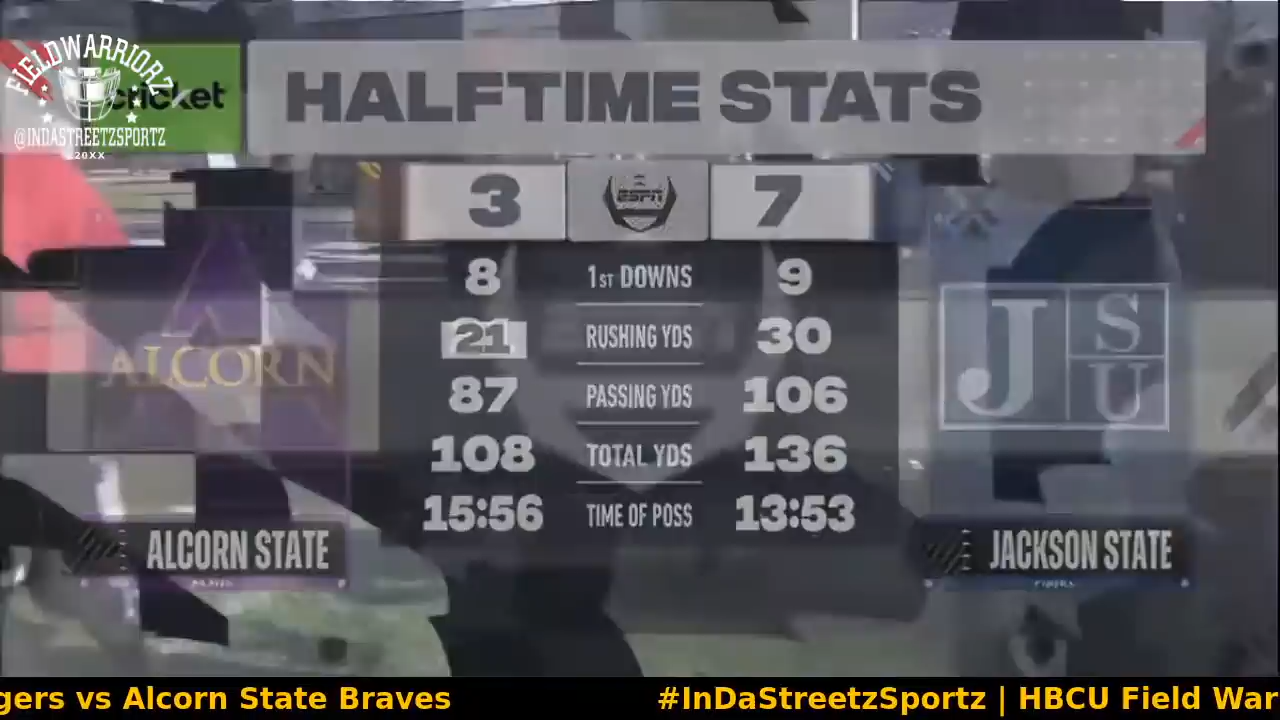 FIELDWARRIORZ
cricket
@INDASTREETZSPORTZ
20XX
HALFTIME STATS
3 ESPN 7
8 1ST DOWNS 9
21 RUSHING YDS 30
87 PASSING YDS 106
108 TOTAL YDS 136
15:56 TIME OF POSS 13:53
ALCORN
J S U
ALCORN STATE
JACKSON STATE
gers vs Alcorn State Braves #InDaStreetzSportz | HBCU Field War